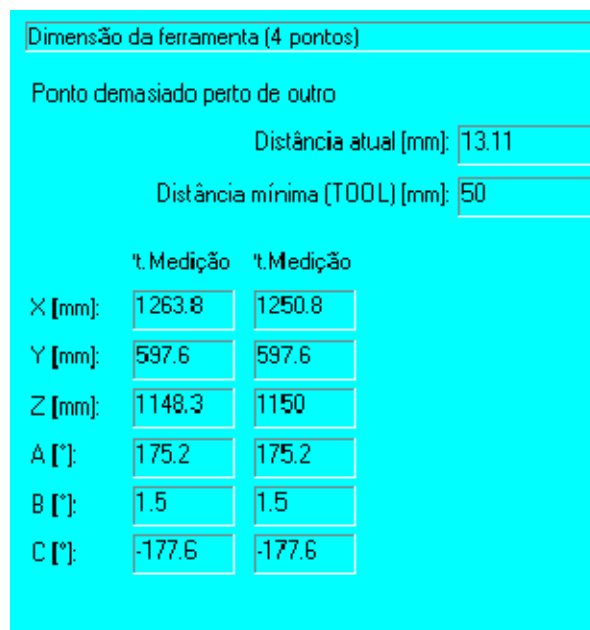 Dimensão da ferramenta (4 pontos)
Ponto demasiado perto de outro
Distância atual [mm]: 13.11
Distância mínima (TOOL) [mm]: 50
't.Medição 't.Medição
X [mm]: 1263.8 1250.8
Y [mm]: 597.6 597.6
Z [mm]: 1148.3 1150
A [°]: 175.2 175.2
B [°]: 1.5 1.5
C [°]: -177.6 -177.6